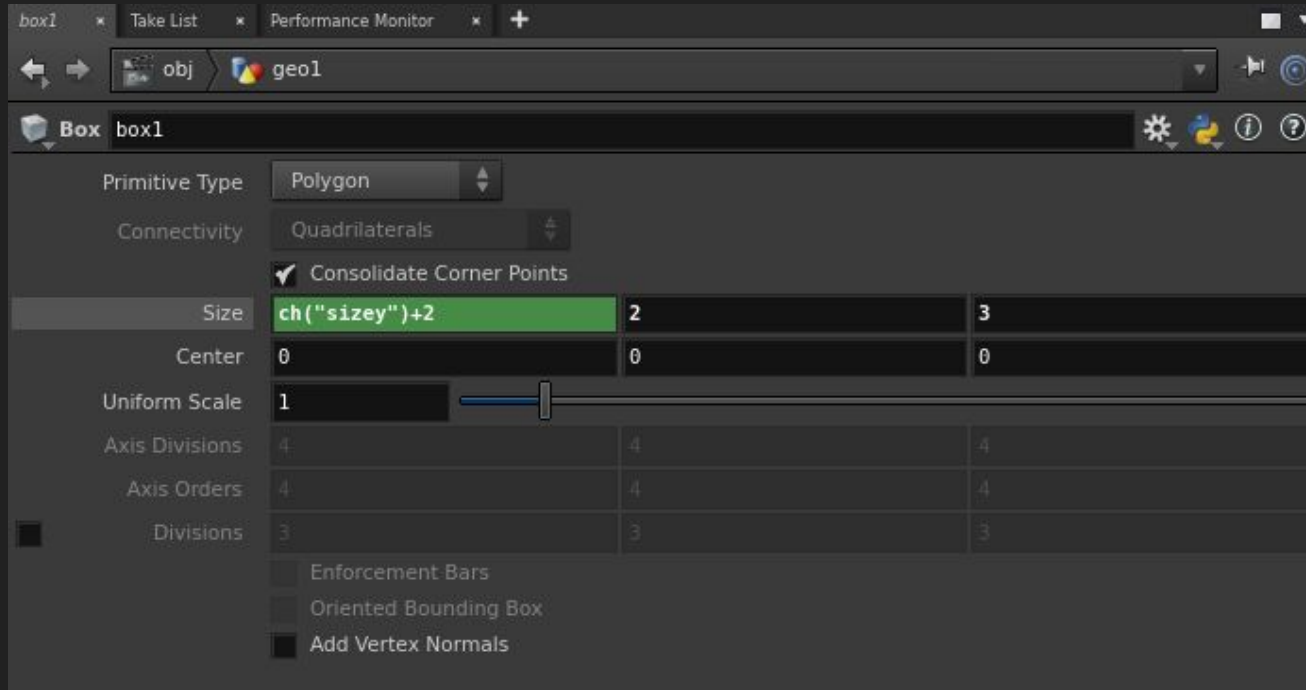 box1 × Take List × Performance Monitor × +
obj geo1
Box box1
Primitive Type Polygon
Connectivity Quadrilaterals
Consolidate Corner Points
Size ch("sizey")+2 2 3
Center 0 0 0
Uniform Scale 1
Axis Divisions 4 4 4
Axis Orders 4 4 4
Divisions 3 3 3
Enforcement Bars
Oriented Bounding Box
Add Vertex Normals